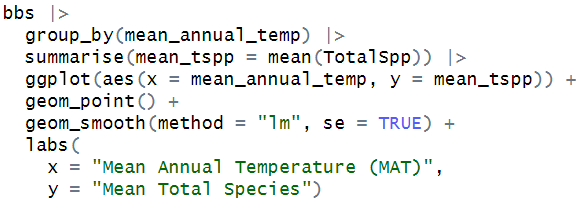 bbs |>
  group_by(mean_annual_temp) |>
  summarise(mean_tspp = mean(TotalSpp)) |>
  ggplot(aes(x = mean_annual_temp, y = mean_tspp)) +
  geom_point() +
  geom_smooth(method = "lm", se = TRUE) +
  labs(
    x = "Mean Annual Temperature (MAT)",
    y = "Mean Total Species")